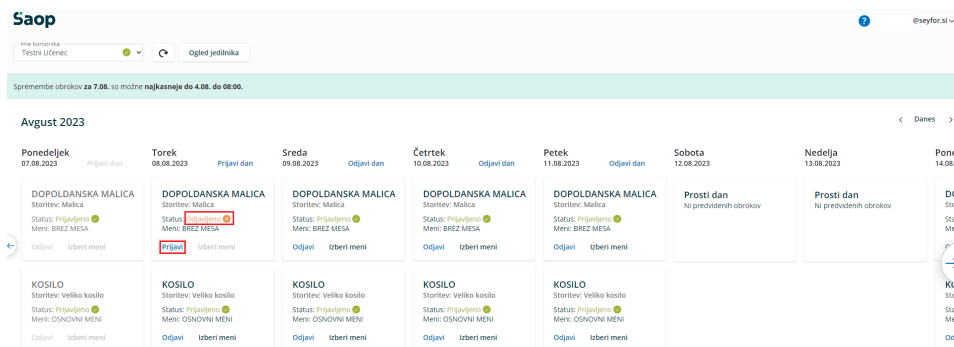 Saop
?
@seyfor.si
Ime koristnika
Testni Učenec
Ogled jedilnika
Spremembe obrokov za 7.08. so možne najkasneje do 4.08. do 08:00.
Avgust 2023
Danes
Ponedeljek
07.08.2023 Prijavi dan
Torek
08.08.2023 Prijavi dan
Sreda
09.08.2023 Odjavi dan
Četrtek
10.08.2023 Odjavi dan
Petek
11.08.2023 Odjavi dan
Sobota
12.08.2023
Nedelja
13.08.2023
Pone
14.08.
DOPOLDANSKA MALICA
Storitev: Malica
Status: Prijavljeno
Meni: BREZ MESA
Odjavi Izberi meni
DOPOLDANSKA MALICA
Storitev: Malica
Status: Odjavljeno
Meni: BREZ MESA
Prijavi Izberi meni
DOPOLDANSKA MALICA
Storitev: Malica
Status: Prijavljeno
Meni: BREZ MESA
Odjavi Izberi meni
DOPOLDANSKA MALICA
Storitev: Malica
Status: Prijavljeno
Meni: BREZ MESA
Odjavi Izberi meni
DOPOLDANSKA MALICA
Storitev: Malica
Status: Prijavljeno
Meni: BREZ MESA
Odjavi Izberi meni
Prosti dan
Ni predvidenih obrokov
Prosti dan
Ni predvidenih obrokov
KOSILO
Storitev: Veliko kosilo
Status: Prijavljeno
Meni: OSNOVNI MENI
Odjavi Izberi meni
KOSILO
Storitev: Veliko kosilo
Status: Prijavljeno
Meni: OSNOVNI MENI
Odjavi Izberi meni
KOSILO
Storitev: Veliko kosilo
Status: Prijavljeno
Meni: OSNOVNI MENI
Odjavi Izberi meni
KOSILO
Storitev: Veliko kosilo
Status: Prijavljeno
Meni: OSNOVNI MENI
Odjavi Izberi meni
KOSILO
Storitev: Veliko kosilo
Status: Prijavljeno
Meni: OSNOVNI MENI
Odjavi Izberi meni